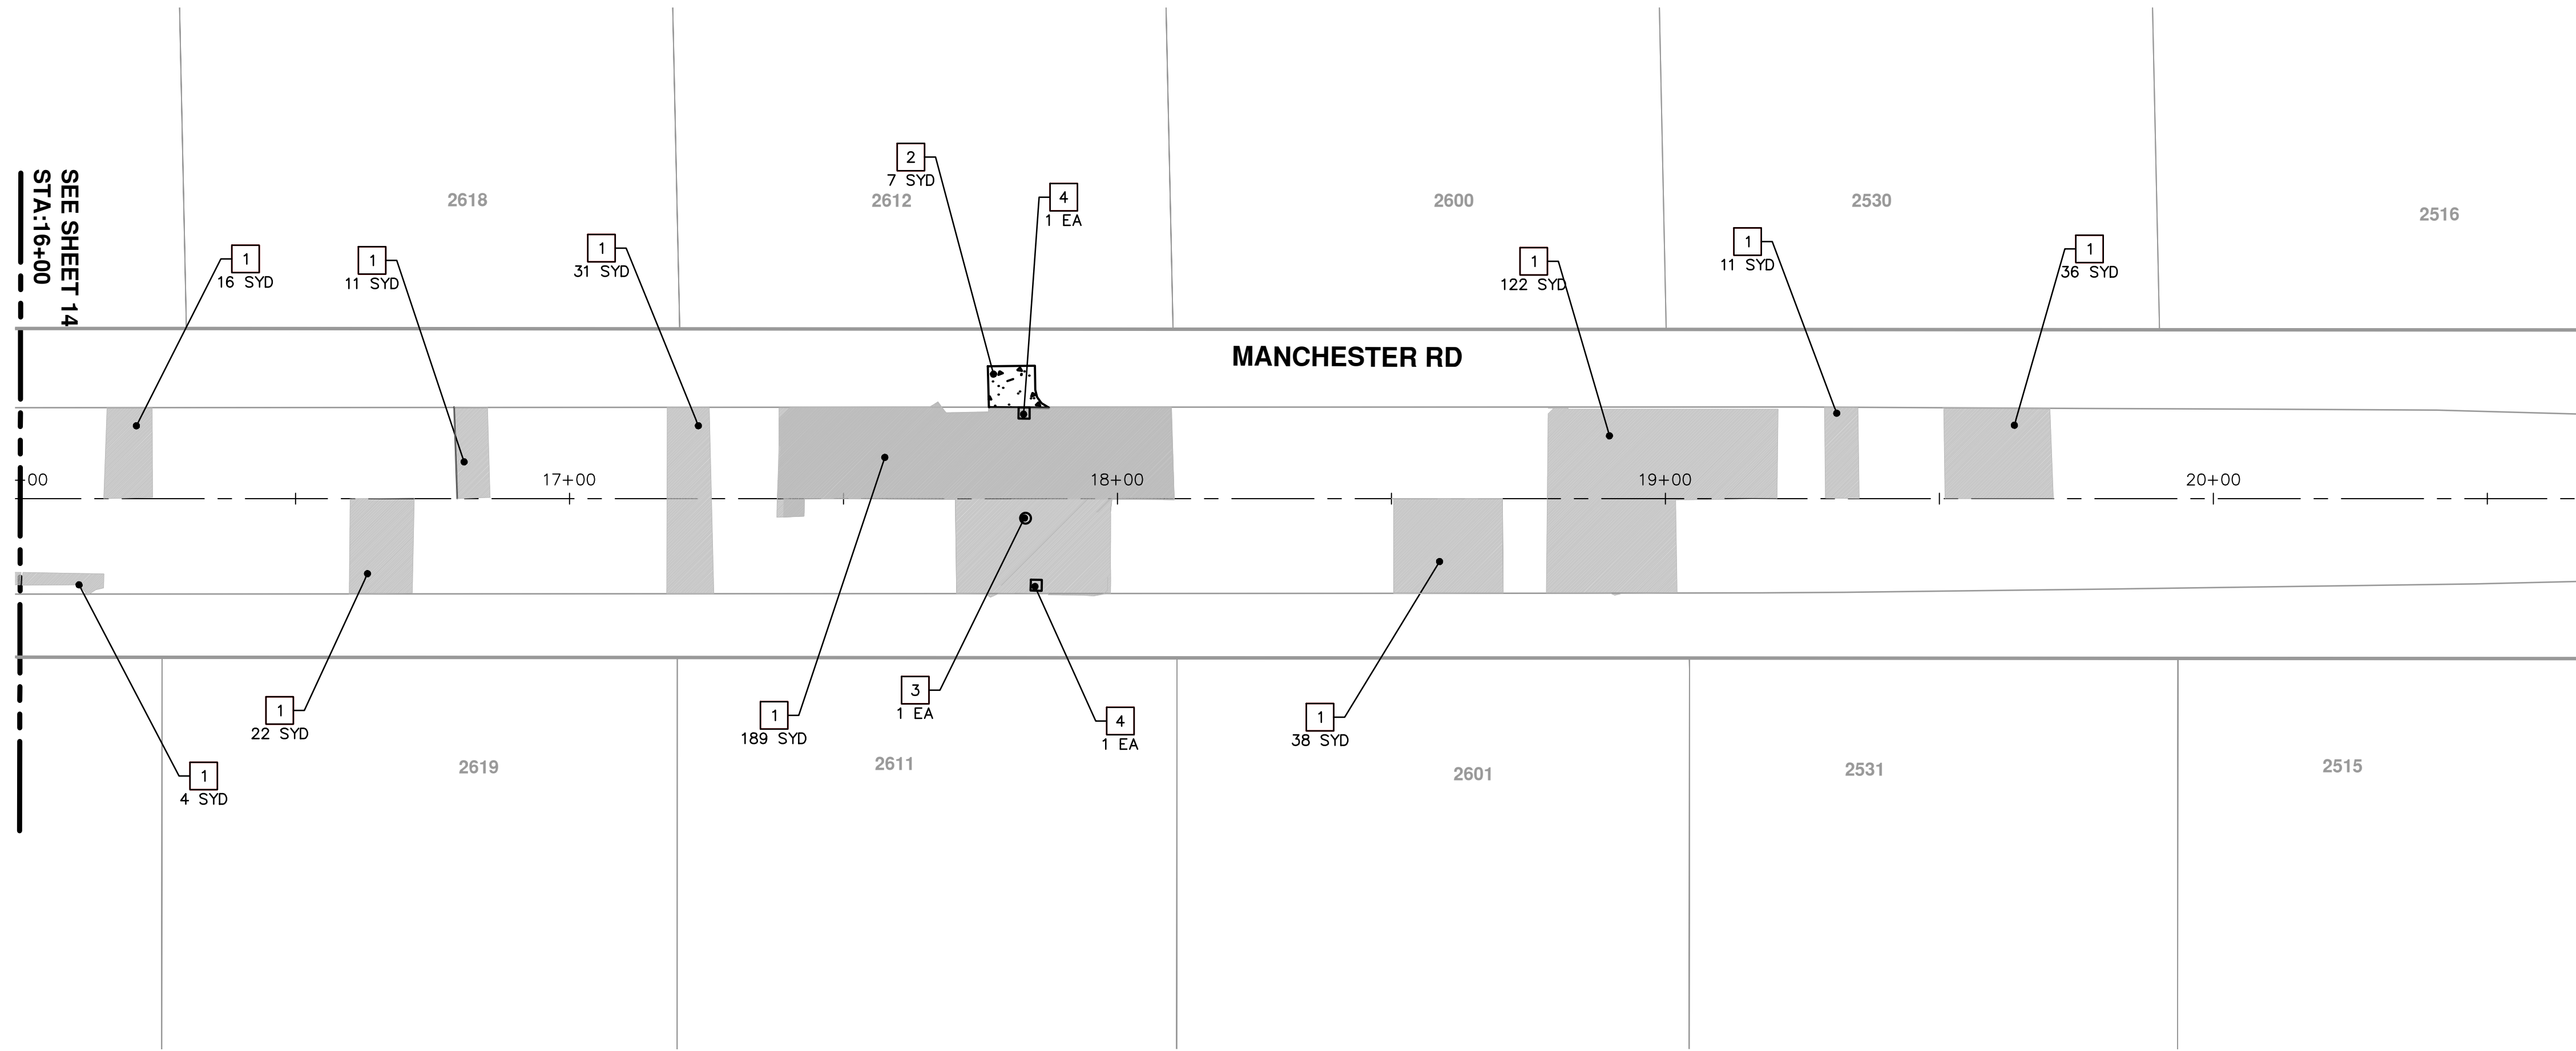 SEE SHEET 14
STA:16+00
2618
2612
2600
2530
2516
2
7 SYD
4
1 EA
1
16 SYD
1
11 SYD
1
31 SYD
1
122 SYD
1
11 SYD
1
36 SYD
MANCHESTER RD
+00
17+00
18+00
19+00
20+00
1
4 SYD
1
22 SYD
1
189 SYD
3
1 EA
4
1 EA
1
38 SYD
2619
2611
2601
2531
2515